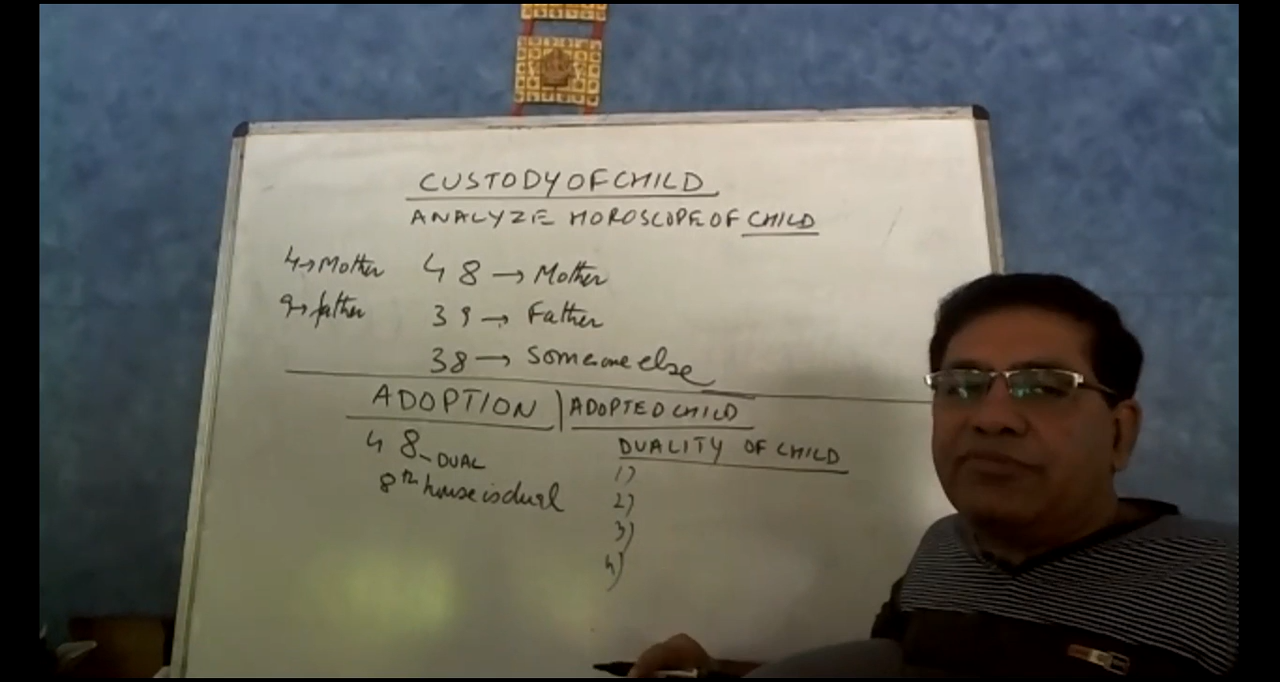 CUSTODY OF CHILD
ANALYZE HOROSCOPE OF CHILD
4→Mother 4 8 → Mother
9→father 3 9 → Father
38 → Someone else
ADOPTION | ADOPTED CHILD
4 8 - DUAL
8th house is dual
DUALITY OF CHILD
1)
2)
3)
4)